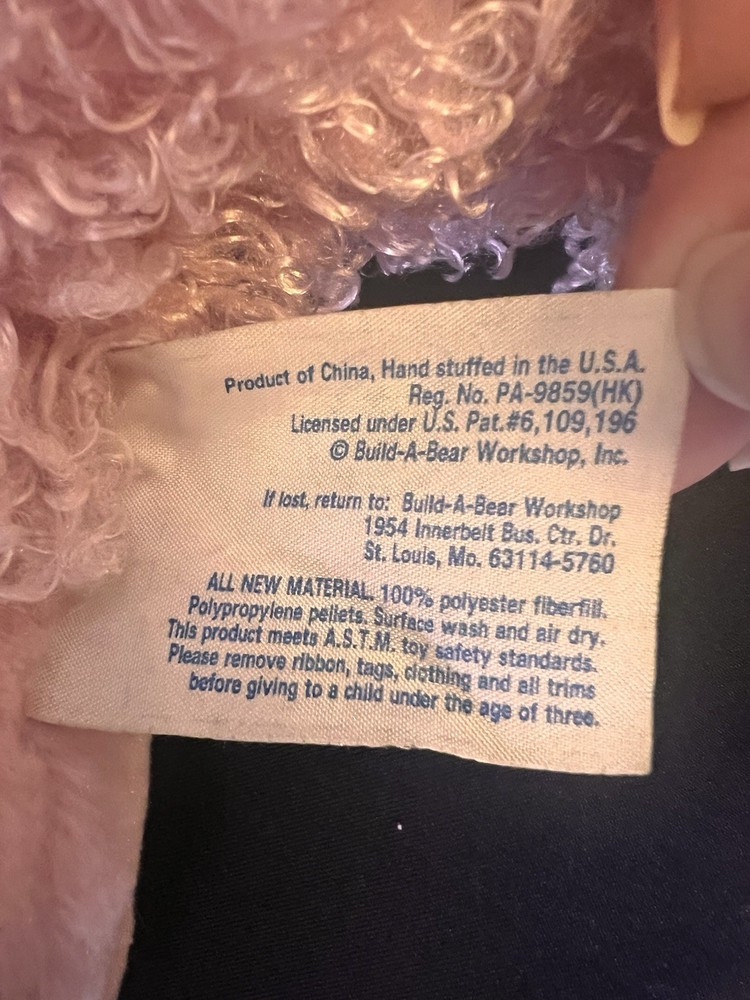 Product of China, Hand stuffed in the U.S.A.
Reg. No. PA-9859(HK)
Licensed under U.S. Pat.#6,109,196
© Build-A-Bear Workshop, Inc.
If lost, return to: Build-A-Bear Workshop
1954 Innerbelt Bus. Ctr. Dr.
St. Louis, Mo. 63114-5760
ALL NEW MATERIAL. 100% polyester fiberfill.
Polypropylene pellets. Surface wash and air dry.
This product meets A.S.T.M. toy safety standards.
Please remove ribbon, tags, clothing and all trims
before giving to a child under the age of three.